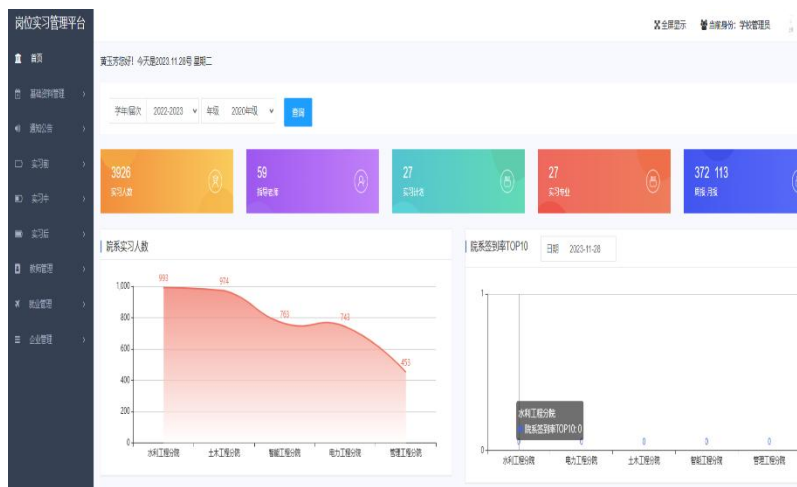 岗位实习管理平台
全屏显示 当前身份：学校管理员
首页
基础资料管理
通知公告
实习前
实习中
实习后
教师管理
就业管理
企业管理
黄玉芳您好！今天是2023.11.28号 星期二
学年/届次 2022-2023 年级 2020年级 查询
3926
实习人数
59
指导老师
27
实习计划
27
实习专业
372 113
周报 月报
院系实习人数
993 974 763 743 453
1,000
800
600
400
200
0
水利工程分院 土木工程分院 智能工程分院 电力工程分院 管理工程分院
院系签到率TOP10 日期 2023-11-28
1
水利工程分院
院系签到率TOP10: 0
0 0 0 0 0
0
水利工程分院 电力工程分院 土木工程分院 智能工程分院 管理工程分院